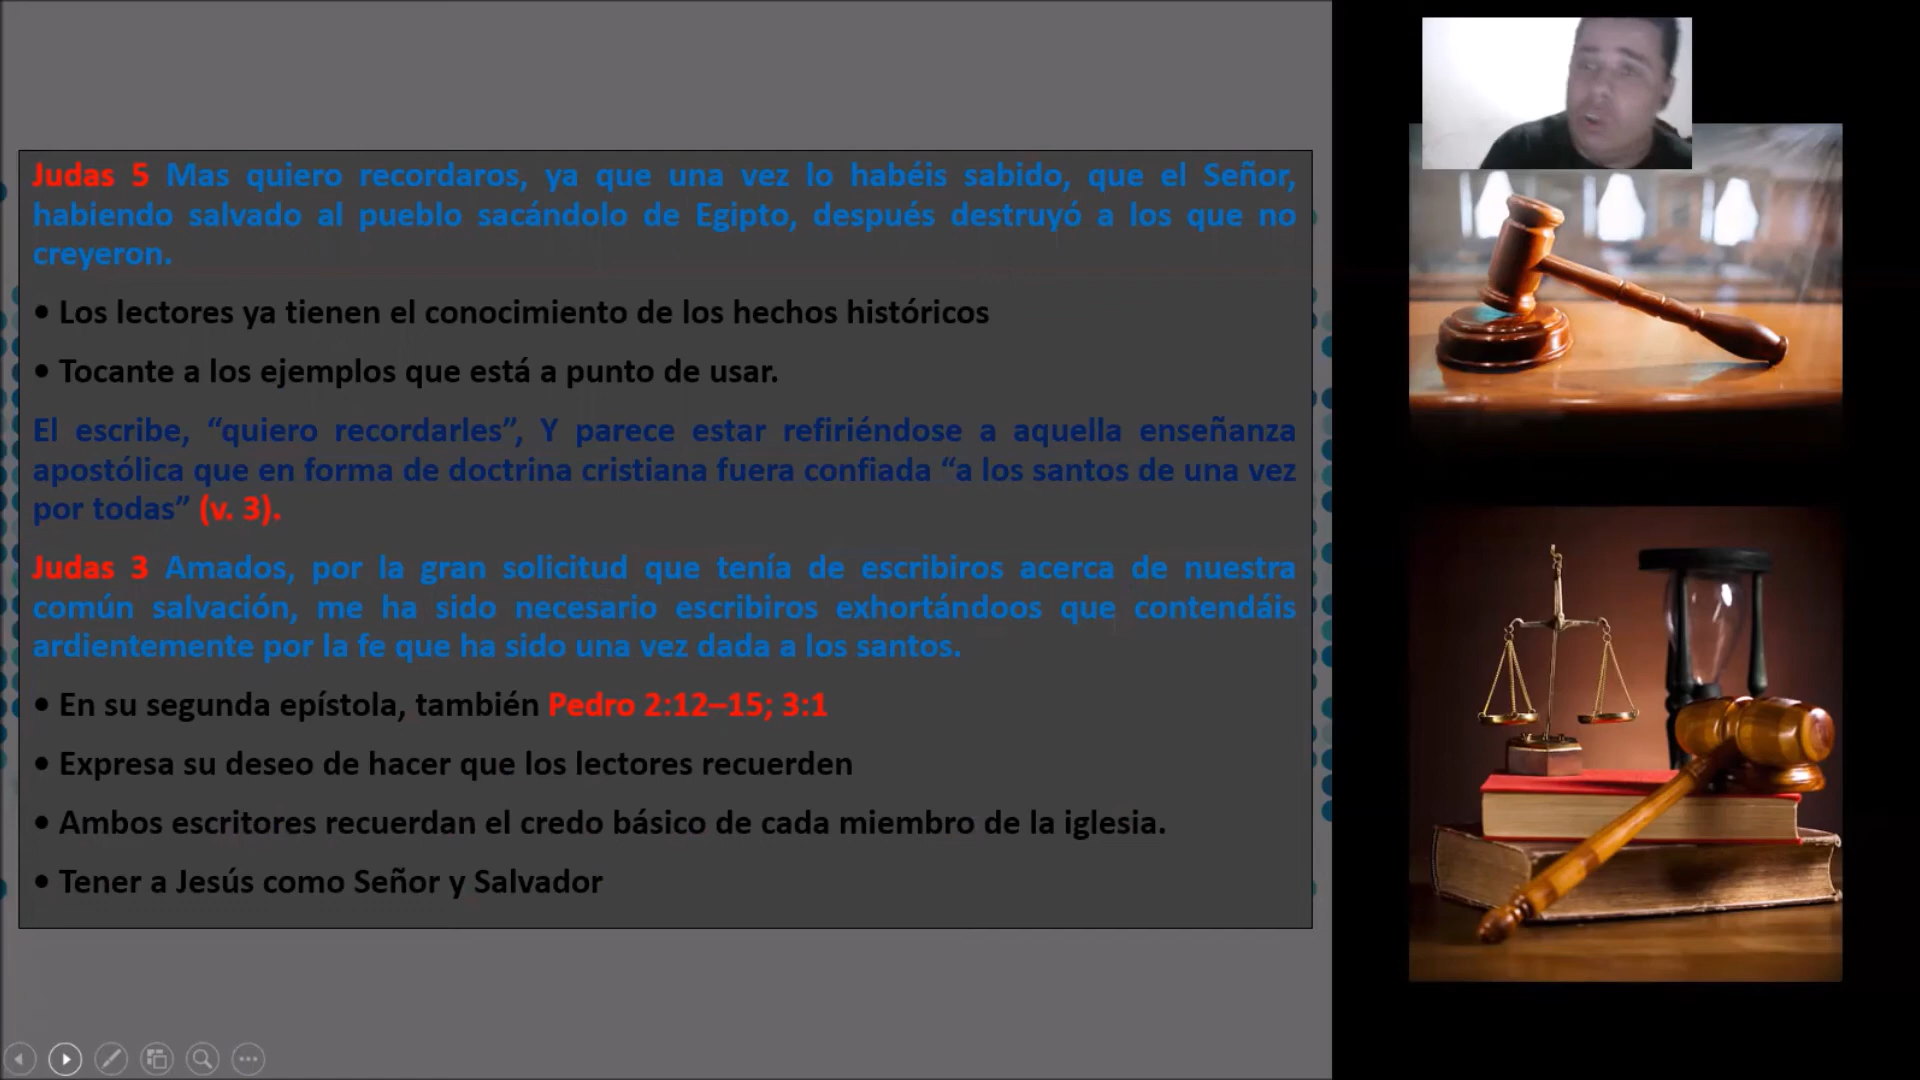 Judas 5 Mas quiero recordaros, ya que una vez lo habéis sabido, que el Señor,
habiendo salvado al pueblo sacándolo de Egipto, después destruyó a los que no
creyeron.
• Los lectores ya tienen el conocimiento de los hechos históricos
• Tocante a los ejemplos que está a punto de usar.
El escribe, “quiero recordarles”, Y parece estar refiriéndose a aquella enseñanza
apostólica que en forma de doctrina cristiana fuera confiada “a los santos de una vez
por todas” (v. 3).
Judas 3 Amados, por la gran solicitud que tenía de escribiros acerca de nuestra
común salvación, me ha sido necesario escribiros exhortándoos que contendáis
ardientemente por la fe que ha sido una vez dada a los santos.
• En su segunda epístola, también Pedro 2:12–15; 3:1
• Expresa su deseo de hacer que los lectores recuerden
• Ambos escritores recuerdan el credo básico de cada miembro de la iglesia.
• Tener a Jesús como Señor y Salvador